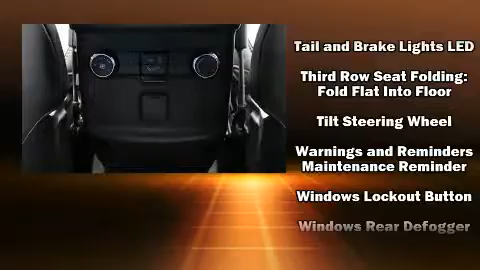 Tail and Brake Lights LED
Third Row Seat Folding:
Fold Flat Into Floor
Tilt Steering Wheel
Warnings and Reminders
Maintenance Reminder
Windows Lockout Button
Windows Rear Defogger